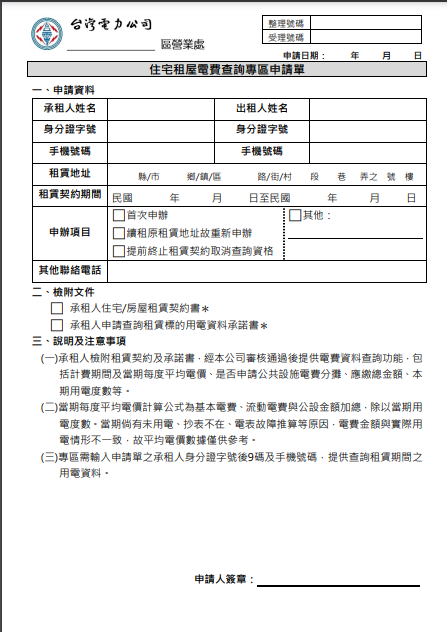 台灣電力公司
區營業處
整理號碼
受理號碼
申請日期： 年 月 日
住宅租屋電費查詢專區申請單
一、申請資料
承租人姓名 出租人姓名
身分證字號 身分證字號
手機號碼 手機號碼
租賃地址 縣/市 鄉/鎮/區 路/街/村 段 巷 弄之 號 樓
租賃契約期間 民國 年 月 日至民國 年 月 日
申辦項目
首次申辦
續租原租賃地址故重新申辦
提前終止租賃契約取消查詢資格
其他：
其他聯絡電話
二、檢附文件
承租人住宅/房屋租賃契約書＊
承租人申請查詢租賃標的用電資料承諾書＊
三、說明及注意事項
(一)承租人檢附租賃契約及承諾書，經本公司審核通過後提供電費資料查詢功能，包
括計費期間及當期每度平均電價、是否申請公共設施電費分攤、應繳總金額、本
期用電度數等。
(二)當期每度平均電價計算公式為基本電費、流動電費與公設金額加總，除以當期用
電度數。當期倘有未用電、抄表不在、電表故障推算等原因，電費金額與實際用
電情形不一致，故平均電價數據僅供參考。
(三)專區需輸入申請單之承租人身分證字號後9碼及手機號碼，提供查詢租賃期間之
用電資料。
申請人簽章：